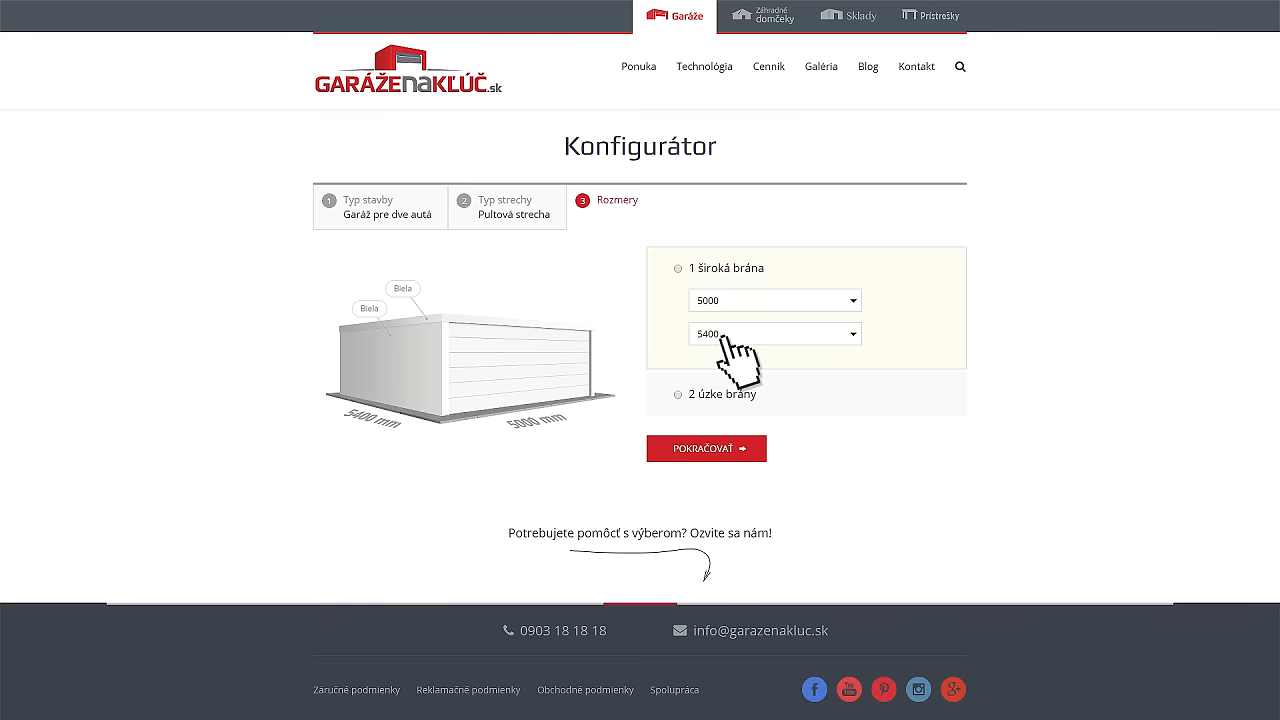 Garáže
Záhradné
domčeky
Sklady
Prístrešky
GARÁŽEnaKĽÚČ.sk
Ponuka
Technológia
Cenník
Galéria
Blog
Kontakt
Konfigurátor
1 Typ stavby
Garáž pre dve autá
2 Typ strechy
Pultová strecha
3 Rozmery
Biela
Biela
5400 mm
5000 mm
1 široká brána
5000
5400
2 úzke brány
POKRAČOVAŤ
Potrebujete pomôcť s výberom? Ozvite sa nám!
0903 18 18 18
info@garazenakluc.sk
Záručné podmienky
Reklamačné podmienky
Obchodné podmienky
Spolupráca
f
You
Tube
g+